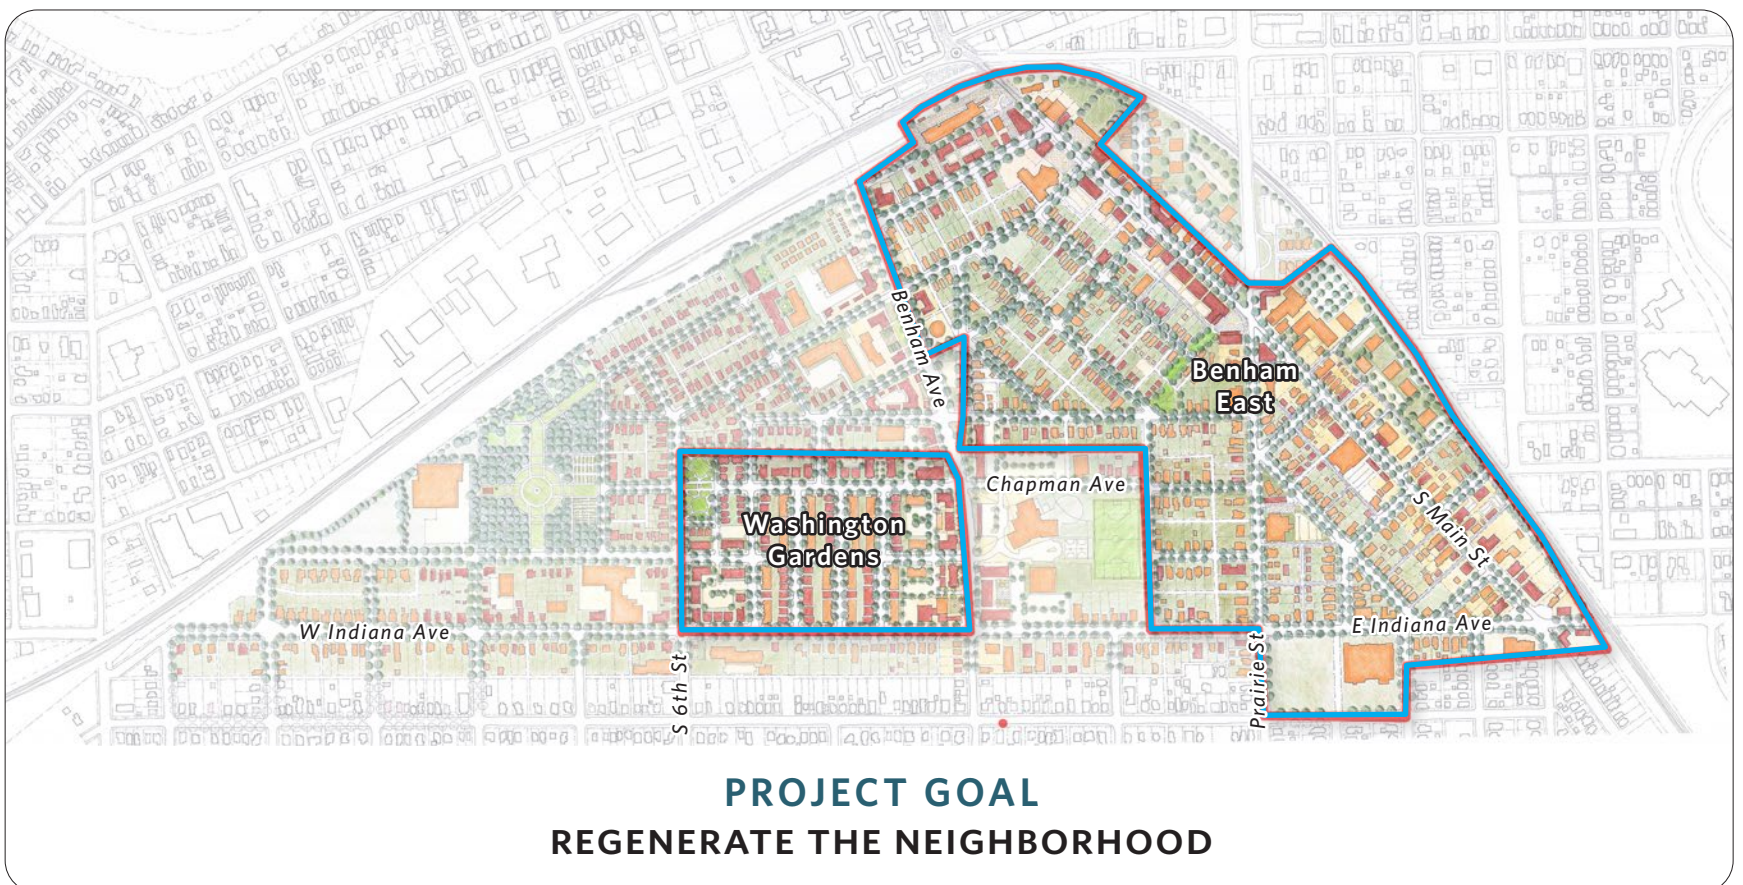 Benham Ave
Benham
East
Chapman Ave
Washington
Gardens
S Main St
W Indiana Ave
E Indiana Ave
S 6th St
Prairie St
PROJECT GOAL
REGENERATE THE NEIGHBORHOOD